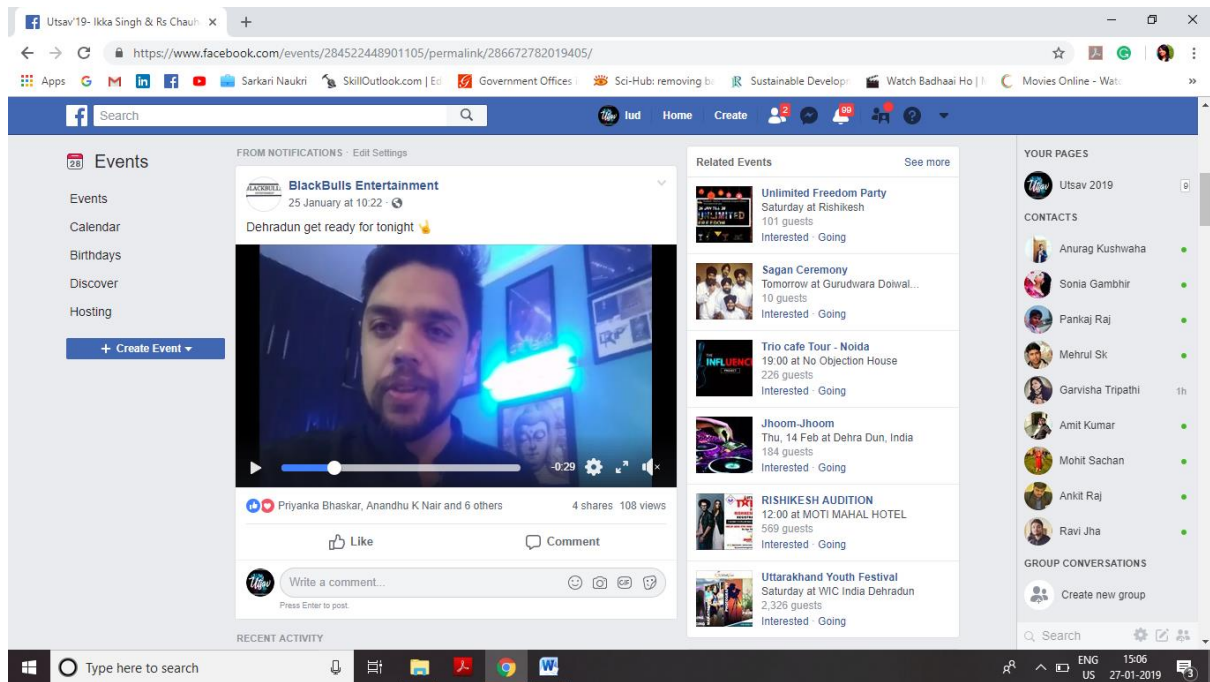 Utsav'19- Ikka Singh & Rs Chauh
https://www.facebook.com/events/284522448901105/permalink/286672782019405/
Apps
Sarkari Naukri
SkillOutlook.com | Ed
Government Offices
Sci-Hub: removing
Sustainable Develop
Watch Badhaai Ho |
Movies Online - Wat
Search
Iud
Home
Create
2
99
28 Events
Events
Calendar
Birthdays
Discover
Hosting
+ Create Event
FROM NOTIFICATIONS · Edit Settings
BlackBulls Entertainment
25 January at 10:22 ·
Dehradun get ready for tonight
-0:29
Priyanka Bhaskar, Anandhu K Nair and 6 others
4 shares 108 views
Like
Comment
Write a comment...
GIF
Press Enter to post.
RECENT ACTIVITY
Related Events
See more
Unlimited Freedom Party
Saturday at Rishikesh
101 guests
Interested · Going
Sagan Ceremony
Tomorrow at Gurudwara Doiwal...
10 guests
Interested · Going
THE
INFLUENC
PROJECT
Trio cafe Tour - Noida
19:00 at No Objection House
226 guests
Interested · Going
Jhoom-Jhoom
Thu, 14 Feb at Dehra Dun, India
184 guests
Interested · Going
RISHIKESH AUDITION
12:00 at MOTI MAHAL HOTEL
569 guests
Interested · Going
Uttarakhand Youth Festival
Saturday at WIC India Dehradun
2,326 guests
Interested · Going
YOUR PAGES
Utsav 2019
9
CONTACTS
Anurag Kushwaha
Sonia Gambhir
Pankaj Raj
Mehrul Sk
Garvisha Tripathi
1h
Amit Kumar
Mohit Sachan
Ankit Raj
Ravi Jha
GROUP CONVERSATIONS
Create new group
Search
Type here to search
ENG
US
15:06
27-01-2019
3